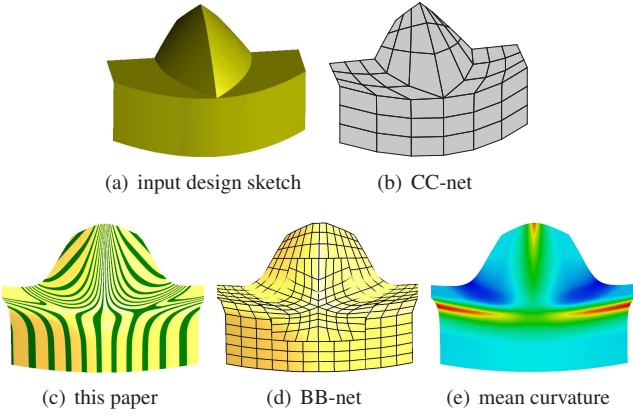 (a) input design sketch
(b) CC-net
(c) this paper
(d) BB-net
(e) mean curvature